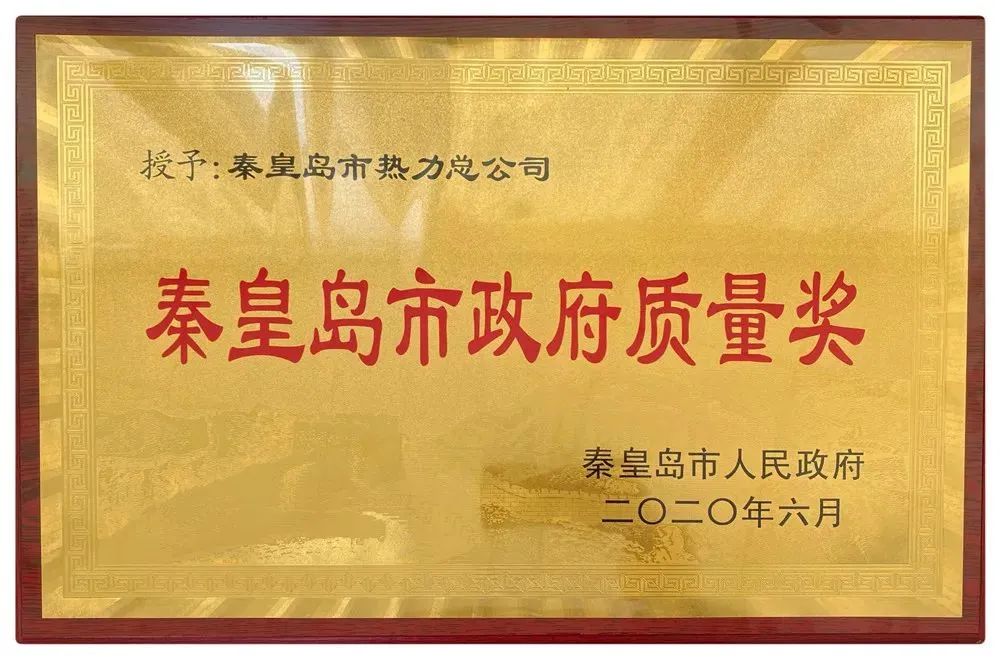 授予:秦皇岛市热力总公司
秦皇岛市政府质量奖
秦皇岛市人民政府
二〇二〇年六月